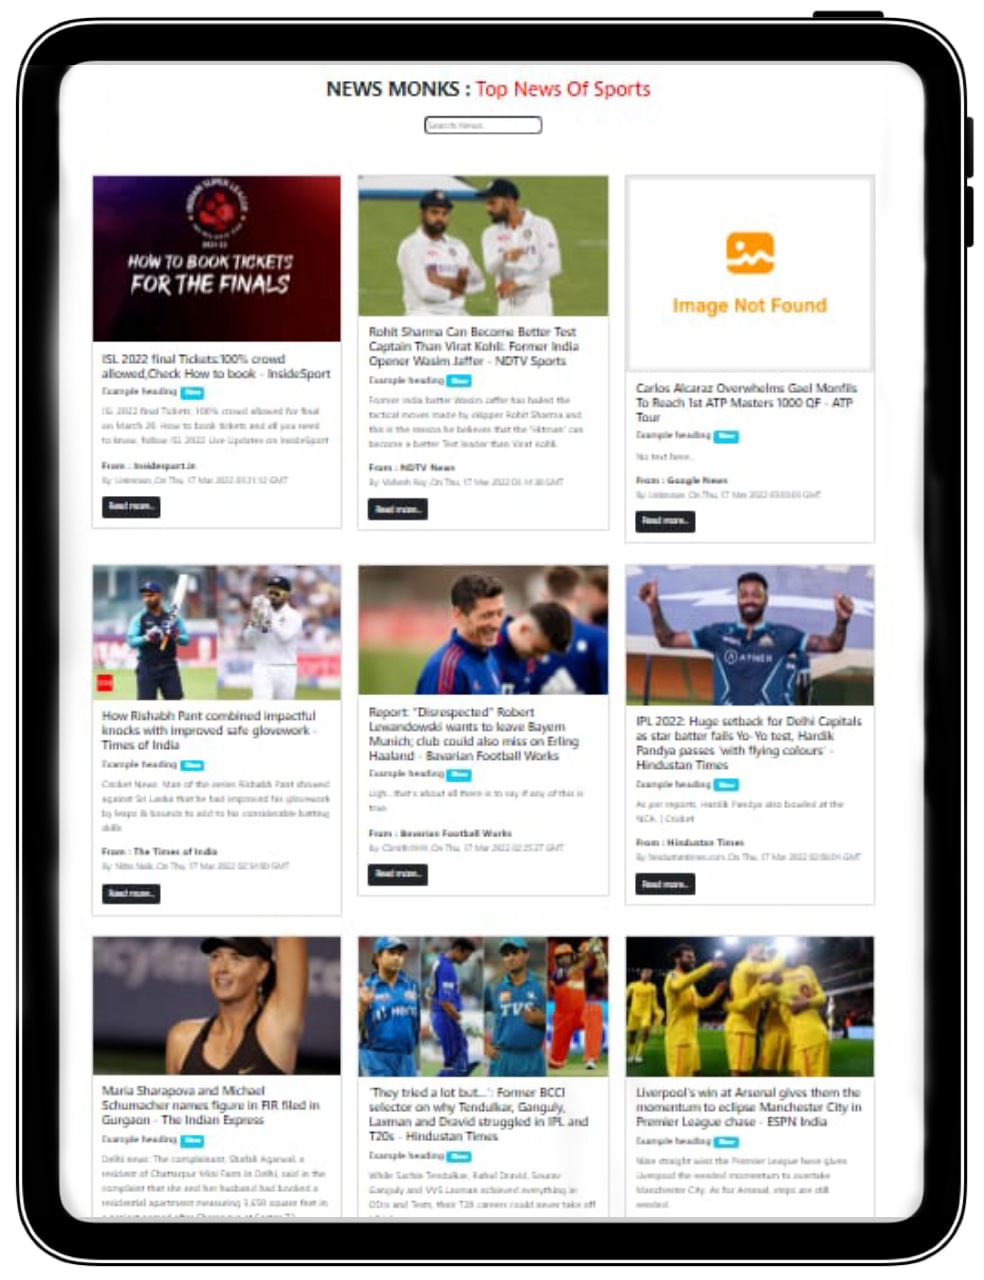 NEWS MONKS : Top News Of Sports
Search News..
INDIAN SUPER LEAGUE
2021-22
HOW TO BOOK TICKETS
FOR THE FINALS
ISL 2022 final Tickets:100% crowd
allowed,Check How to book - InsideSport
Example heading New
ISL 2022 final Tickets: 100% crowd allowed for final
on March 20. How to book tickets and all you need
to know, follow ISL 2022 Live Updates on InsideSport
From : Insidesport.in
By: Unknown ,On Thu, 17 Mar 2022 GMT
Read more..
Rohit Sharma Can Become Better Test
Captain Than Virat Kohli: Former India
Opener Wasim Jaffer - NDTV Sports
Example heading New
Former India batter Wasim Jaffer has hailed the
tactical moves made by skipper Rohit Sharma and
this is the reason he believes that the "Hitman" can
become a better Test leader than Virat Kohli.
From : NDTV News
By: ,On Thu, 17 Mar 2022 GMT
Read more..
Image Not Found
Carlos Alcaraz Overwhelms Gael Monfils
To Reach 1st ATP Masters 1000 QF - ATP
Tour
Example heading New
No text here..
From : Google News
By: Unknown ,On Thu, 17 Mar 2022 GMT
Read more..
How Rishabh Pant combined impactful
knocks with improved safe glovework -
Times of India
Example heading New
Cricket News: Man of the series Rishabh Pant showed
against Sri Lanka that he had improved his glovework
by leaps & bounds to add to his considerable batting
skills
From : The Times of India
By: ,On Thu, 17 Mar 2022 GMT
Read more..
Report: "Disrespected" Robert
Lewandowski wants to leave Bayern
Munich; club could also miss on Erling
Haaland - Bavarian Football Works
Example heading New
Ugh...that's about all there is to say if any of this is
true.
From : Bavarian Football Works
By: ,On Thu, 17 Mar 2022 02:25:27 GMT
Read more..
AYHER
IPL 2022: Huge setback for Delhi Capitals
as star batter fails Yo-Yo test, Hardik
Pandya passes 'with flying colours' -
Hindustan Times
Example heading New
As per reports, Hardik Pandya also bowled at the
NCA. | Cricket
From : Hindustan Times
By: hindustantimes.com ,On Thu, 17 Mar 2022 GMT
Read more..
Maria Sharapova and Michael
Schumacher names figure in FIR filed in
Gurgaon - The Indian Express
Example heading New
Delhi news: The complainant, Shefali Agarwal, a
resident of Chattarpur Mini Farm in Delhi, said in the
complaint that she and her husband had booked a
residential apartment measuring 3,650 square feet in
a project named after Sharapova at Sector 73
TVS
'They tried a lot but...': Former BCCI
selector on why Tendulkar, Ganguly,
Laxman and Dravid struggled in IPL and
T20s - Hindustan Times
Example heading New
While Sachin Tendulkar, Rahul Dravid, Sourav
Ganguly and VVS Laxman achieved everything in
ODIs and Tests, their T20 careers could never take off
Liverpool's win at Arsenal gives them the
momentum to eclipse Manchester City in
Premier League chase - ESPN India
Example heading New
Nine straight wins the Premier League have given
Liverpool the needed momentum to overtake
Manchester City. As for Arsenal, steps are still
needed.